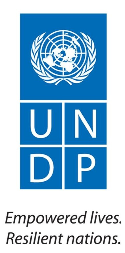 U N
D P
Empowered lives.
Resilient nations.